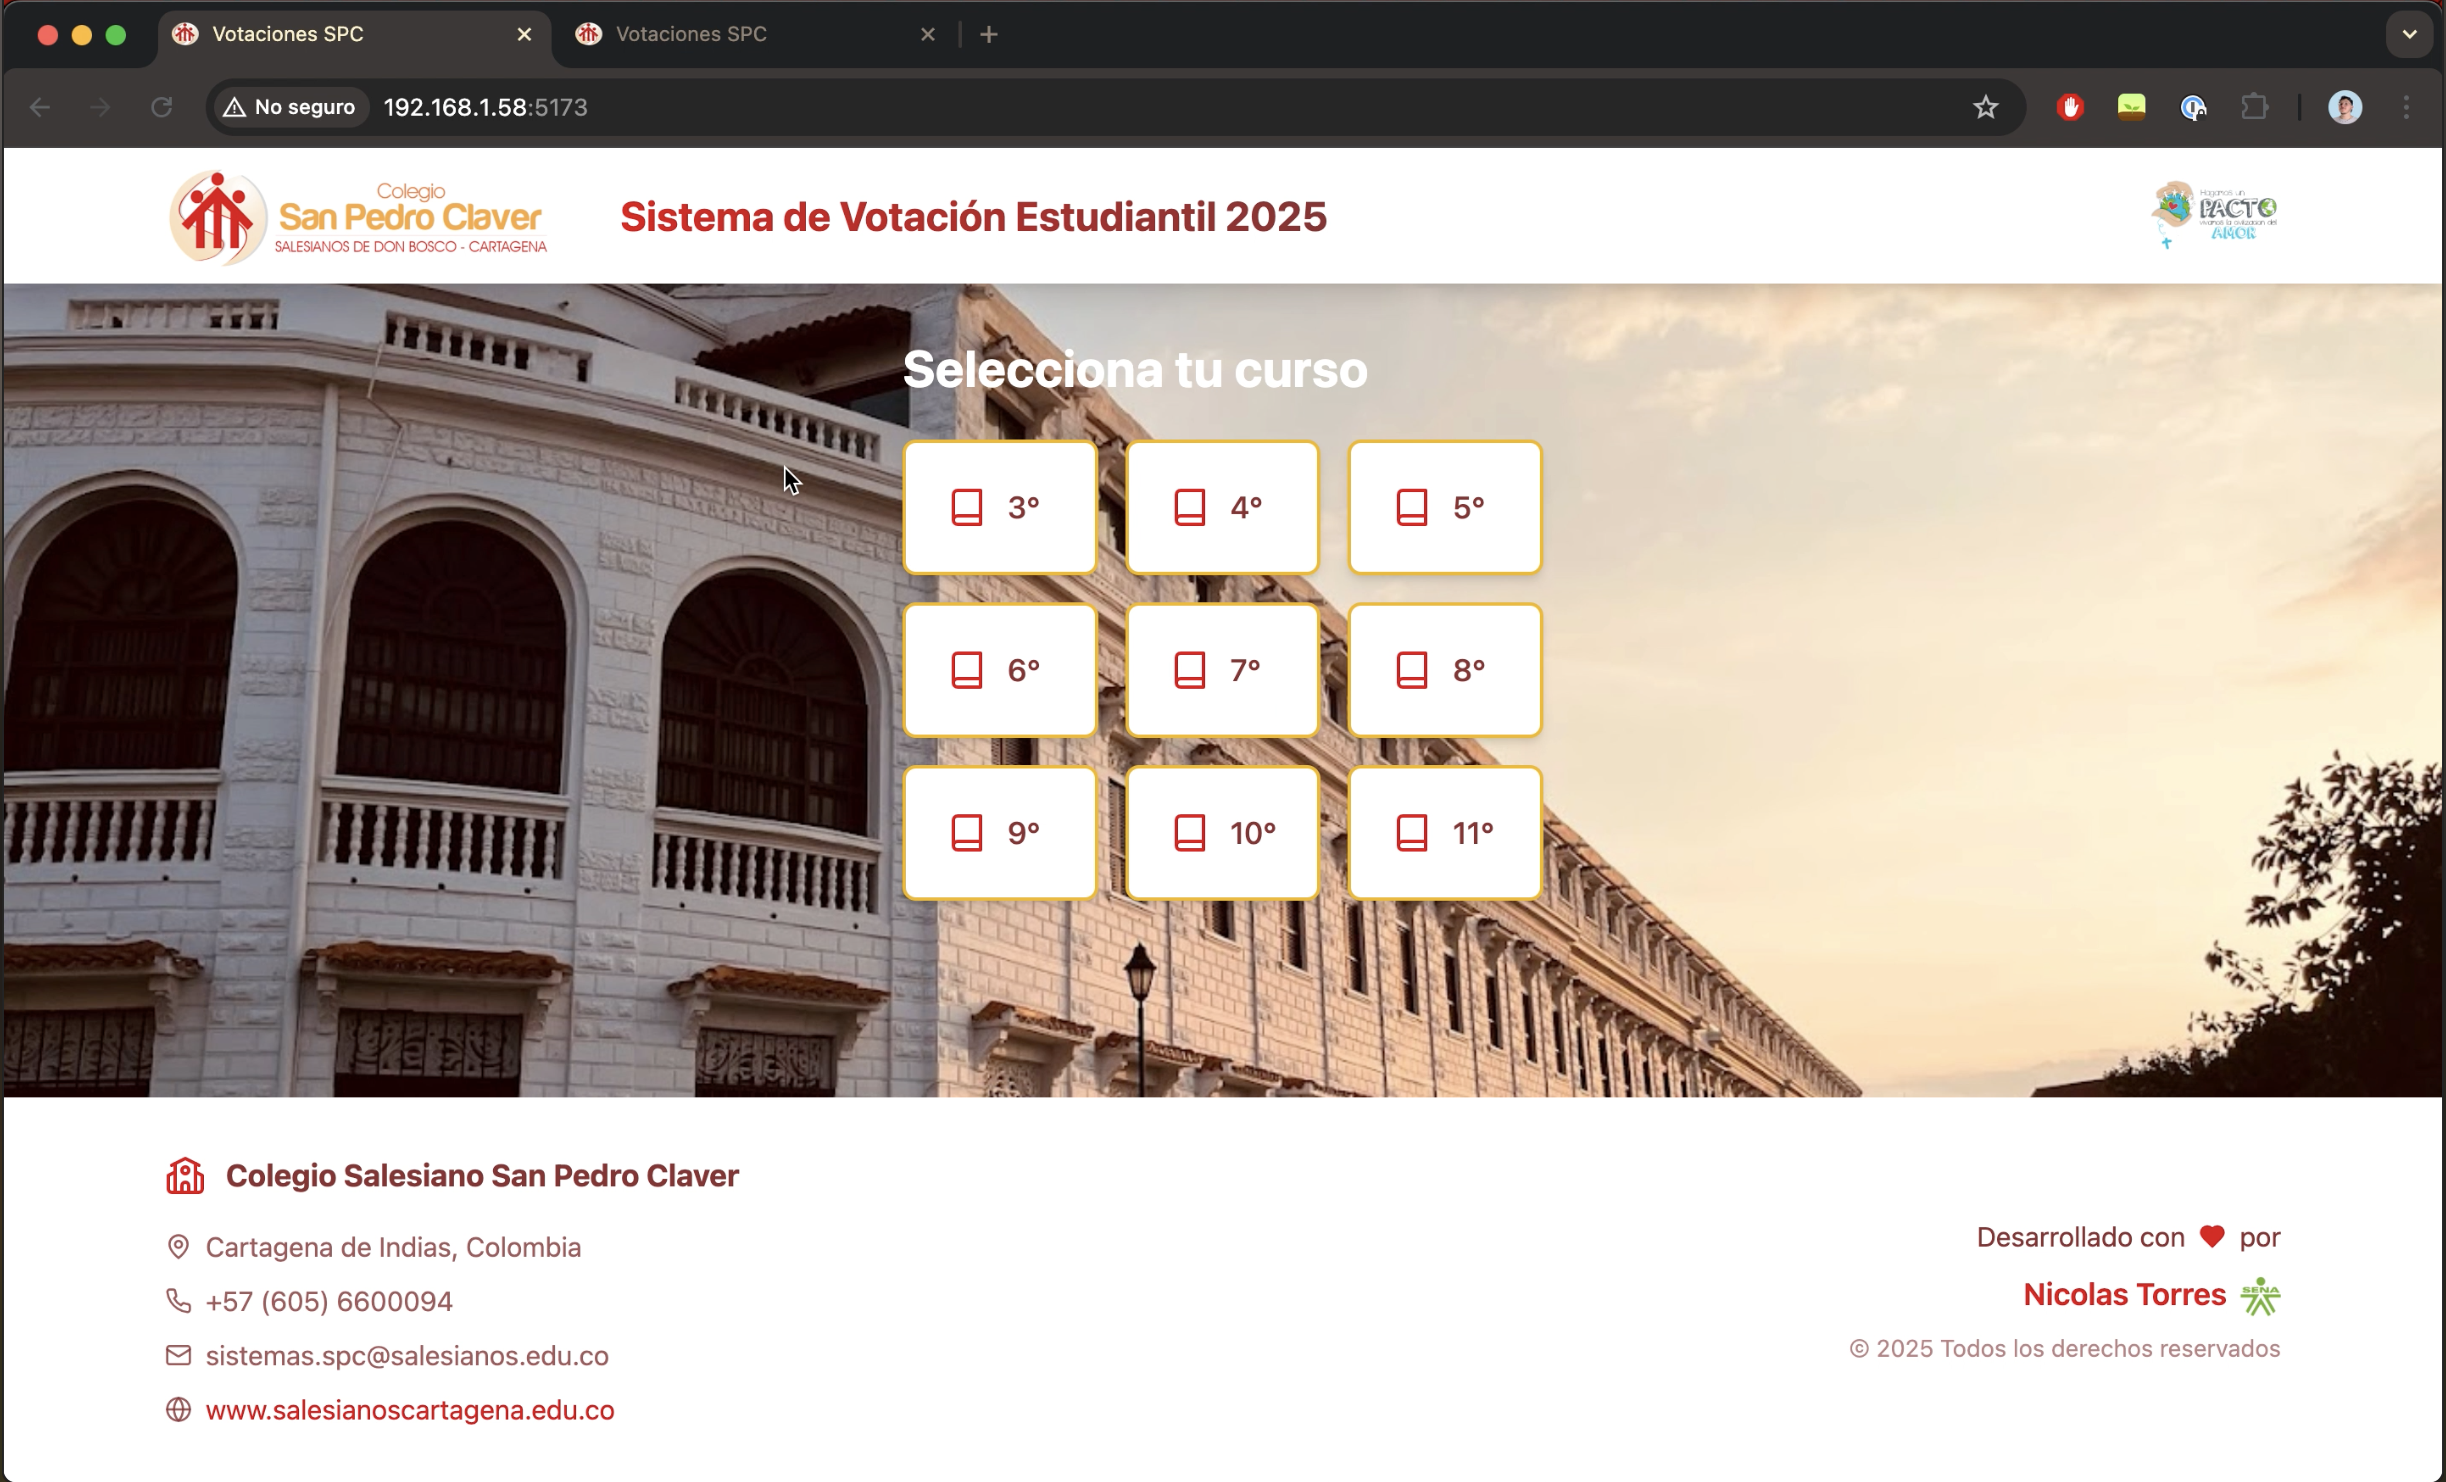 Votaciones SPC
Votaciones SPC
No seguro
192.168.1.58:5173
Colegio
San Pedro Claver
SALESIANOS DE DON BOSCO - CARTAGENA
Sistema de Votación Estudiantil 2025
Hagamos un
PACTO
AMOR
Selecciona tu curso
3° 4° 5°
6° 7° 8°
9° 10° 11°
Colegio Salesiano San Pedro Claver
Cartagena de Indias, Colombia
+57 (605) 6600094
sistemas.spc@salesianos.edu.co
www.salesianoscartagena.edu.co
Desarrollado con por
Nicolas Torres
SENA
© 2025 Todos los derechos reservados